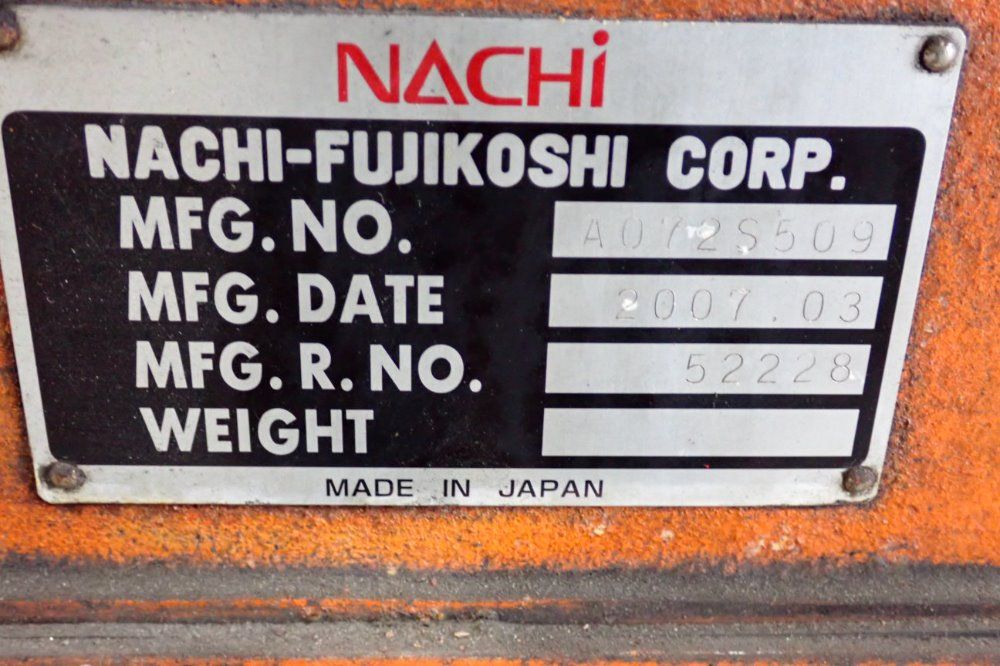 NACHi
NACHI-FUJIKOSHI CORP.
MFG. NO. A072S509
MFG. DATE 2007.03
MFG. R. NO. 52228
WEIGHT
MADE IN JAPAN